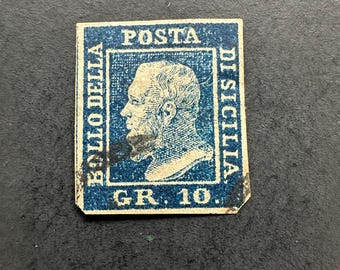 BOLLO DELLA
POSTA
DI SICILIA
GR. 10.